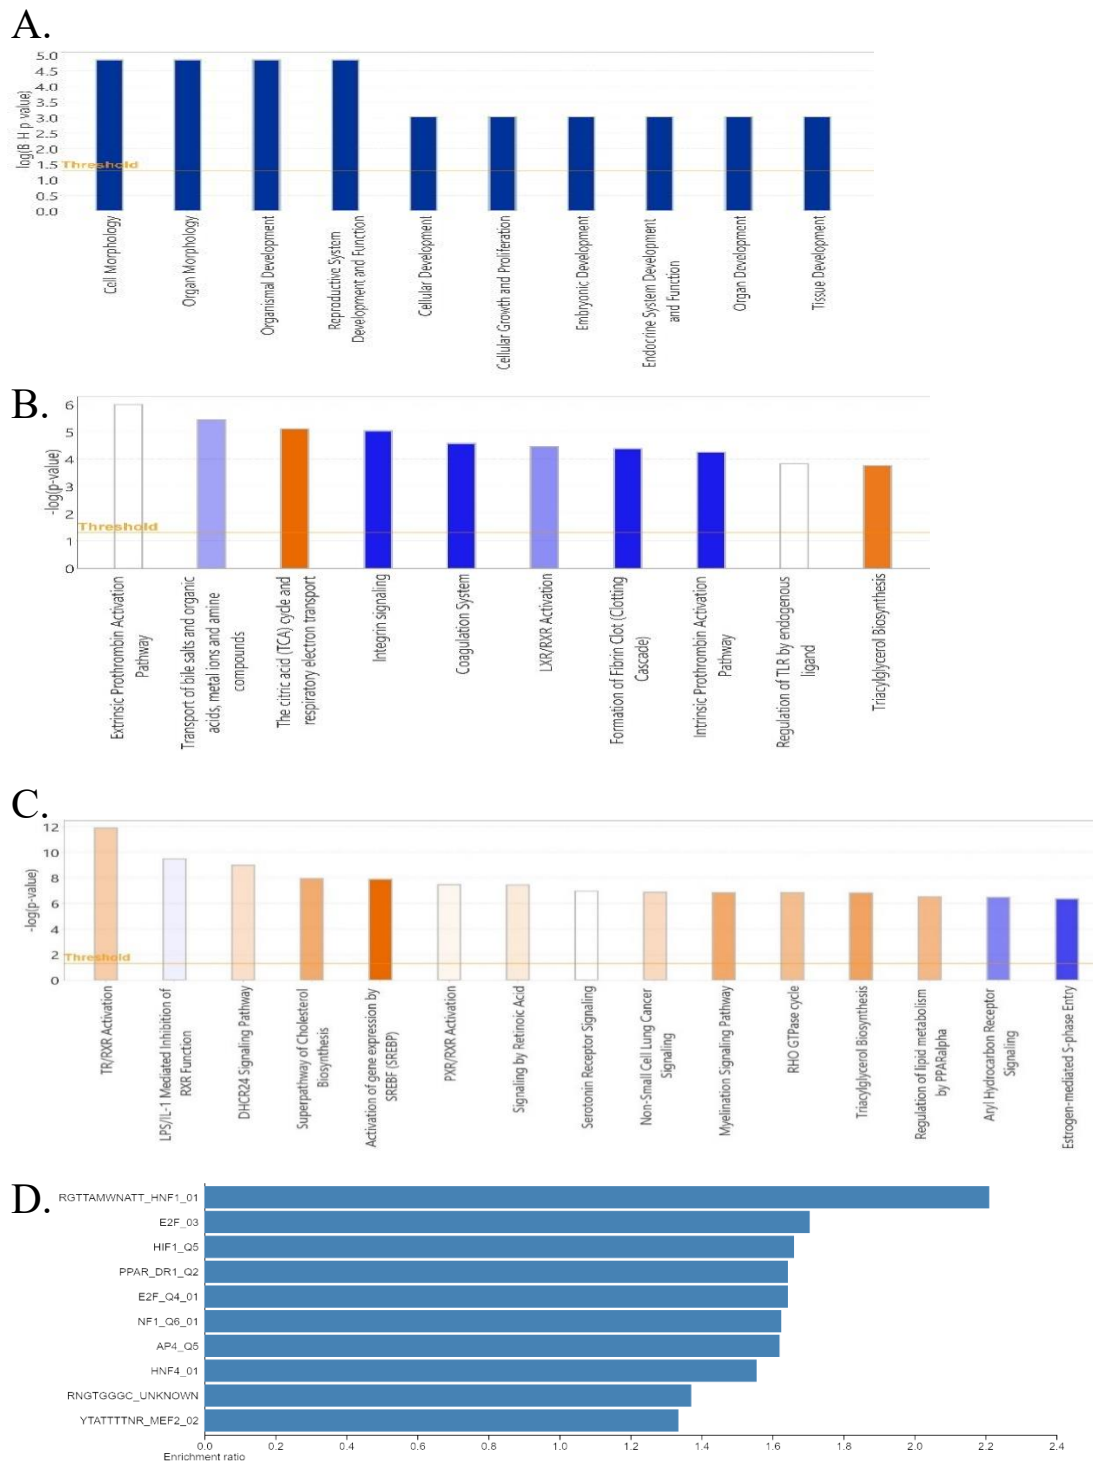 A.
5.0
4.5
4.0
3.5
3.0
2.5
2.0
1.5
1.0
0.5
0.0
log(B H p value)
Threshold
Cell Morphology
Organ Morphology
Organismal Development
Reproductive System
Development and Function
Cellular Development
Cellular Growth and Proliferation
Embryonic Development
Endocrine System Development
and Function
Organ Development
Tissue Development
B.
6
5
4
3
2
1
0
-log(p-value)
Threshold
Extrinsic Prothrombin Activation
Pathway
Transport of bile salts and organic
acids, metal ions and amine
compounds
The citric acid (TCA) cycle and
respiratory electron transport
Integrin signaling
Coagulation System
LXR/RXR Activation
Formation of Fibrin Clot (Clotting
Cascade)
Intrinsic Prothrombin Activation
Pathway
Regulation of TLR by endogenous
ligand
Triacylglycerol Biosynthesis
C.
12
10
8
6
4
2
0
-log(p-value)
Threshold
TR/RXR Activation
LPS/IL-1 Mediated Inhibition of
RXR Function
DHCR24 Signaling Pathway
Superpathway of Cholesterol
Biosynthesis
Activation of gene expression by
SREBF (SREBP)
PXR/RXR Activation
Signaling by Retinoic Acid
Serotonin Receptor Signaling
Non-Small Cell Lung Cancer
Signaling
Myelination Signaling Pathway
RHO GTPase cycle
Triacylglycerol Biosynthesis
Regulation of lipid metabolism
by PPARalpha
Aryl Hydrocarbon Receptor
Signaling
Estrogen-mediated S-phase Entry
D.
RGTTAMWNATT_HNF1_01
E2F_03
HIF1_Q5
PPAR_DR1_Q2
E2F_Q4_01
NF1_Q6_01
AP4_Q5
HNF4_01
RNGTGGGC_UNKNOWN
YTATTTTNR_MEF2_02
0.0 0.2 0.4 0.6 0.8 1.0 1.2 1.4 1.6 1.8 2.0 2.2 2.4
Enrichment ratio